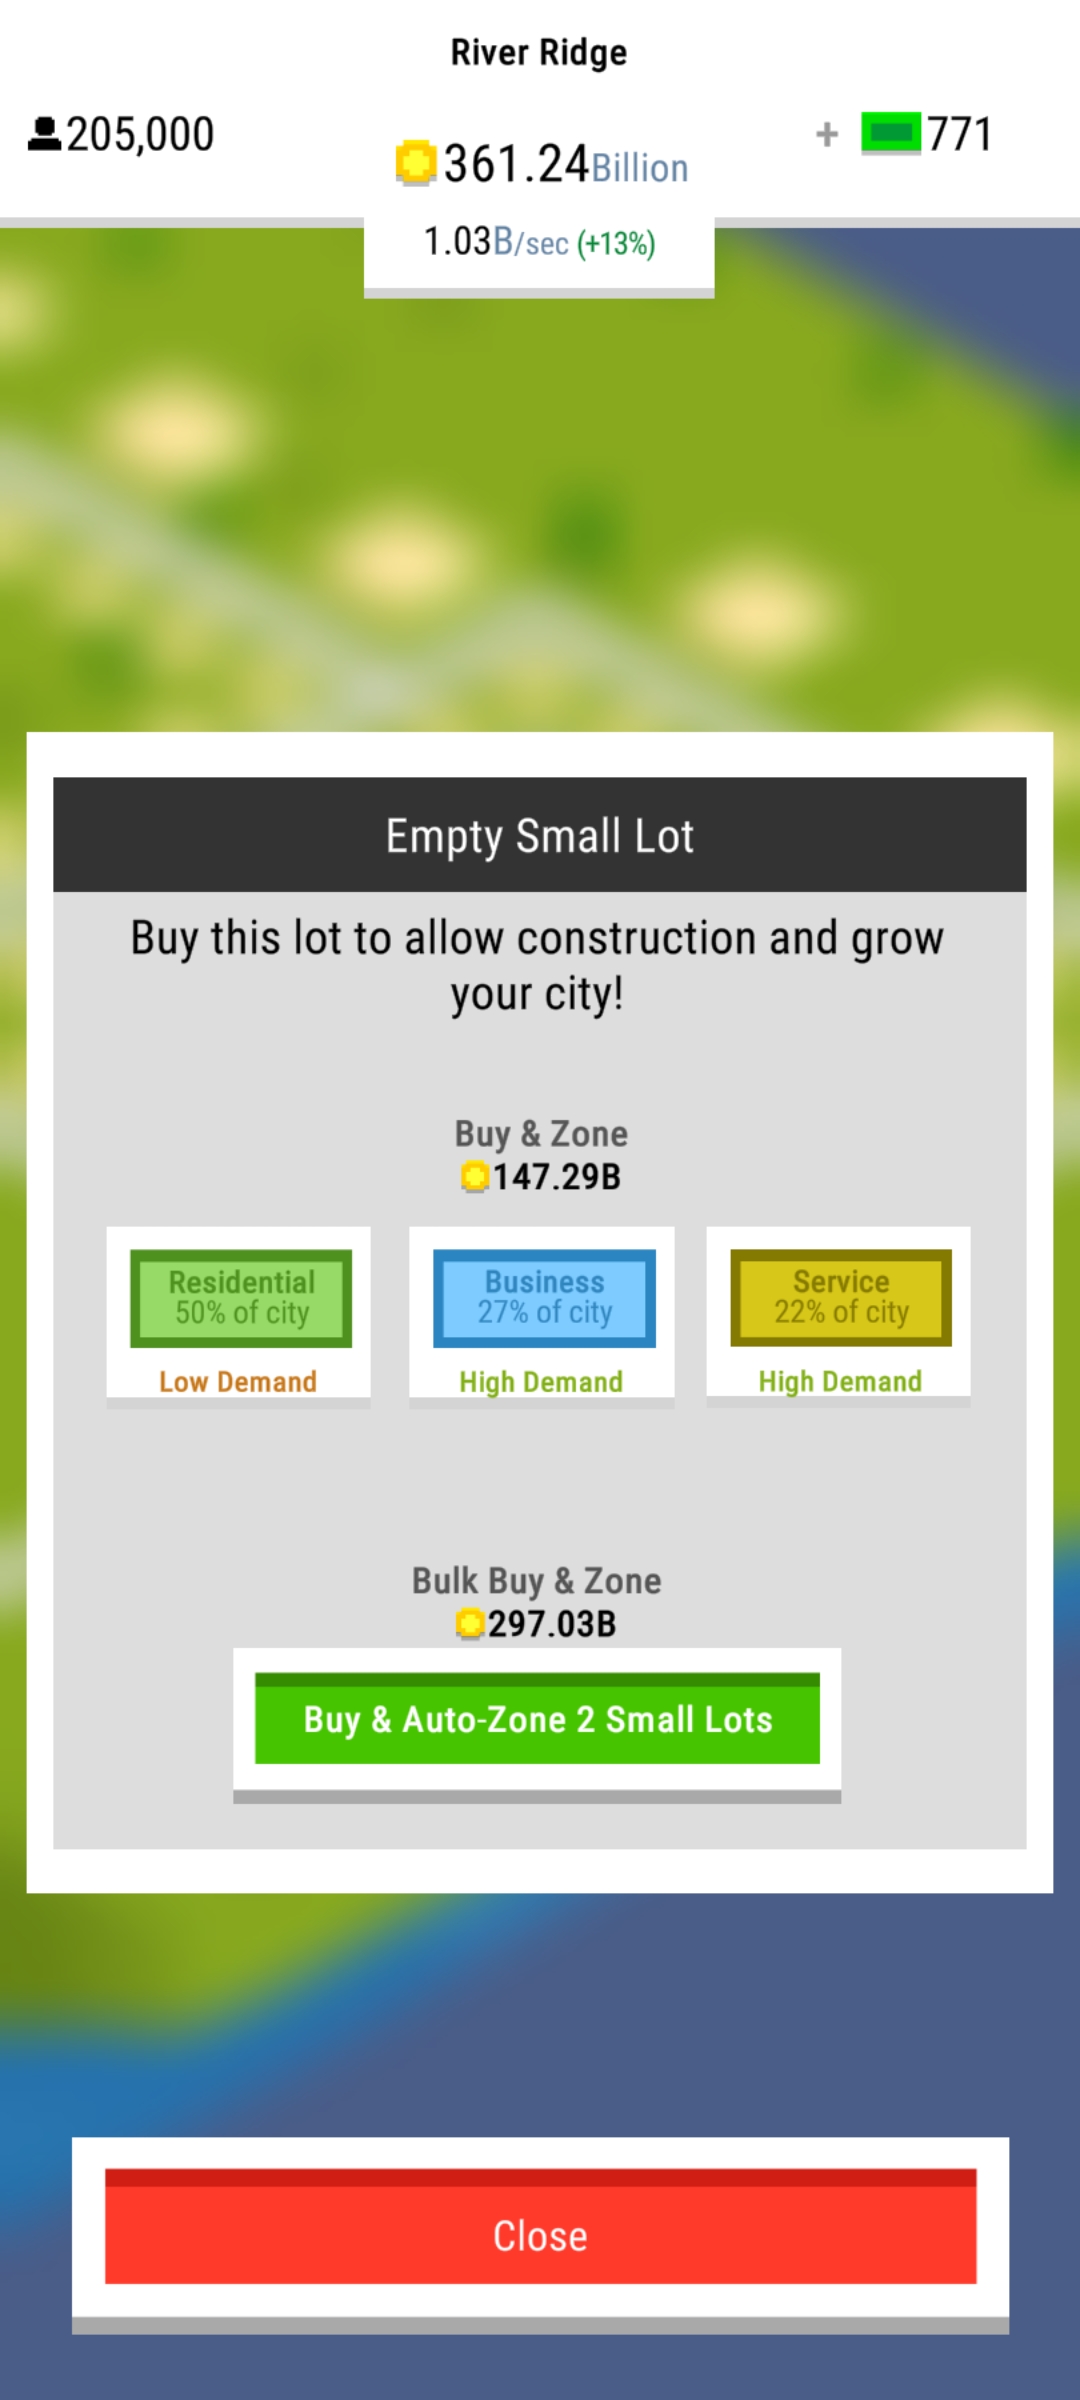 River Ridge
205,000
361.24Billion
+ 771
1.03B/sec (+13%)
Empty Small Lot
Buy this lot to allow construction and grow
your city!
Buy & Zone
147.29B
Residential
50% of city
Low Demand
Business
27% of city
High Demand
Service
22% of city
High Demand
Bulk Buy & Zone
297.03B
Buy & Auto-Zone 2 Small Lots
Close